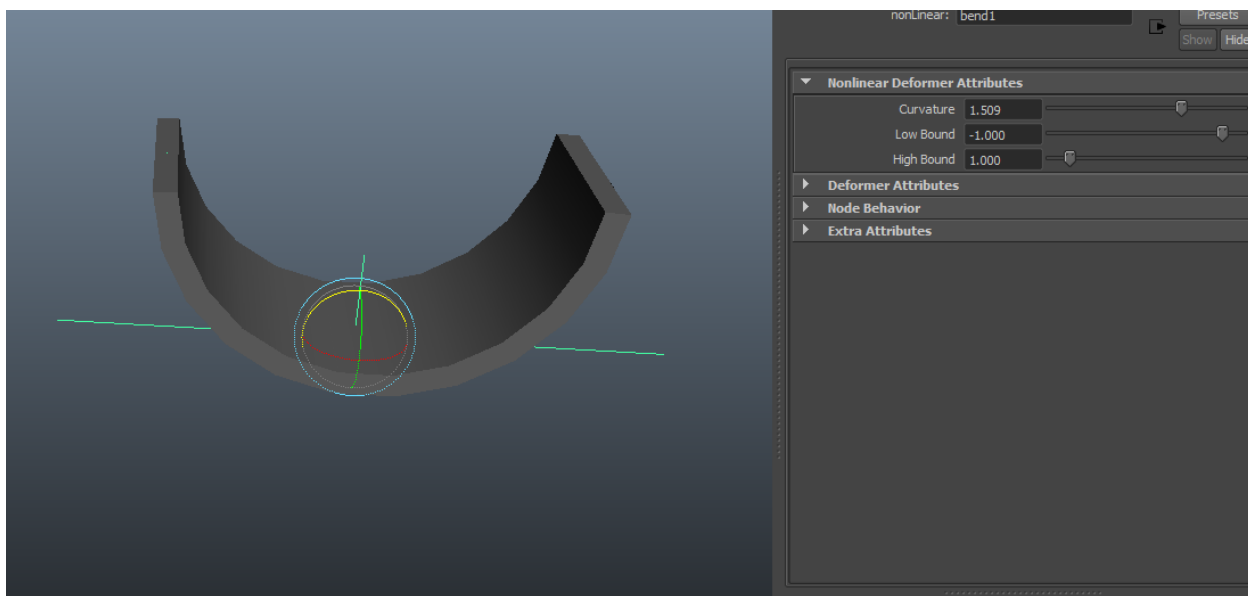 nonLinear: bend1
Presets
Show Hide
Nonlinear Deformer Attributes
Curvature 1.509
Low Bound -1.000
High Bound 1.000
Deformer Attributes
Node Behavior
Extra Attributes